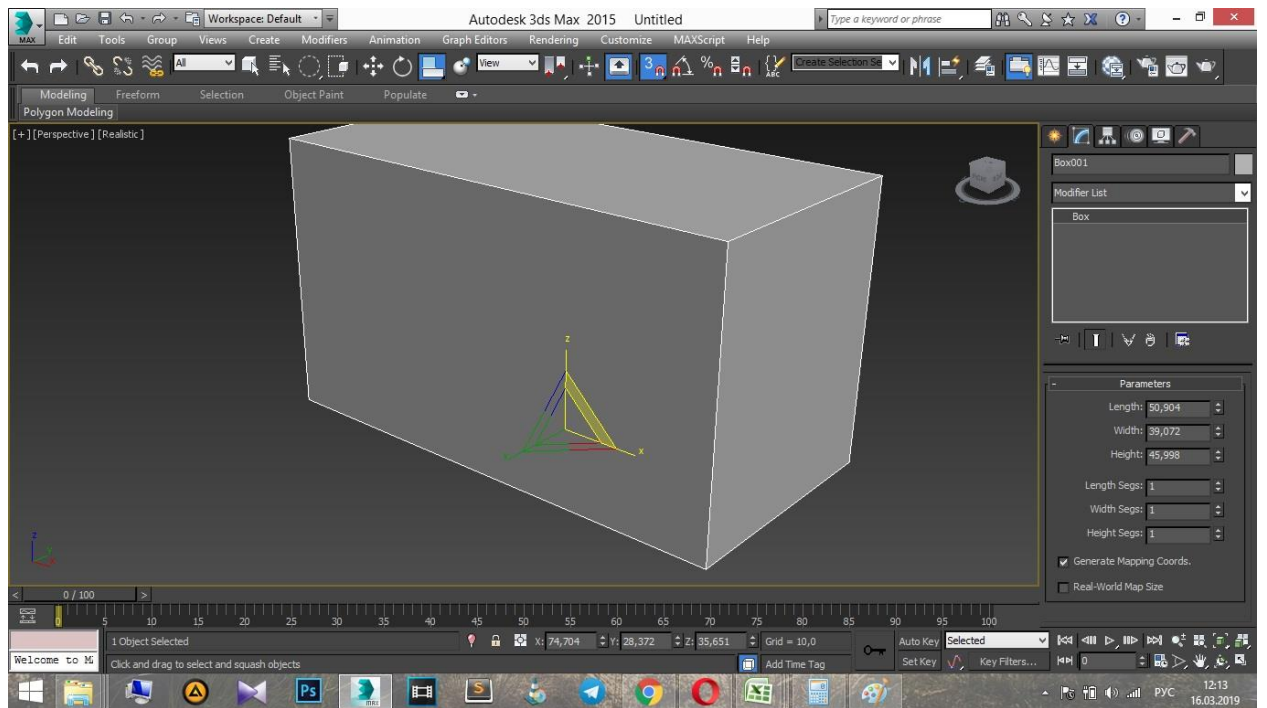 Workspace: Default
Autodesk 3ds Max 2015 Untitled
Type a keyword or phrase
MAX Edit Tools Group Views Create Modifiers Animation Graph Editors Rendering Customize MAXScript Help
All
View
3
Create Selection Se
ABC
Modeling Freeform Selection Object Paint Populate
Polygon Modeling
[+] [Perspective] [Realistic]
Box001
Modifier List
Box
z
x
- Parameters
Length: 50,904
Width: 39,072
Height: 45,998
Length Segs: 1
Width Segs: 1
Height Segs: 1
Generate Mapping Coords.
Real-World Map Size
z
y
x
< 0 / 100 >
0 5 10 15 20 25 30 35 40 45 50 55 60 65 70 75 80 85 90 95 100
1 Object Selected
X: 74,704 Y: 28,372 Z: 35,651 Grid = 10,0
Auto Key Selected
Welcome to M
Click and drag to select and squash objects
Add Time Tag
Set Key Key Filters...
0
Ps
MAX
S
РУС
12:13
16.03.2019